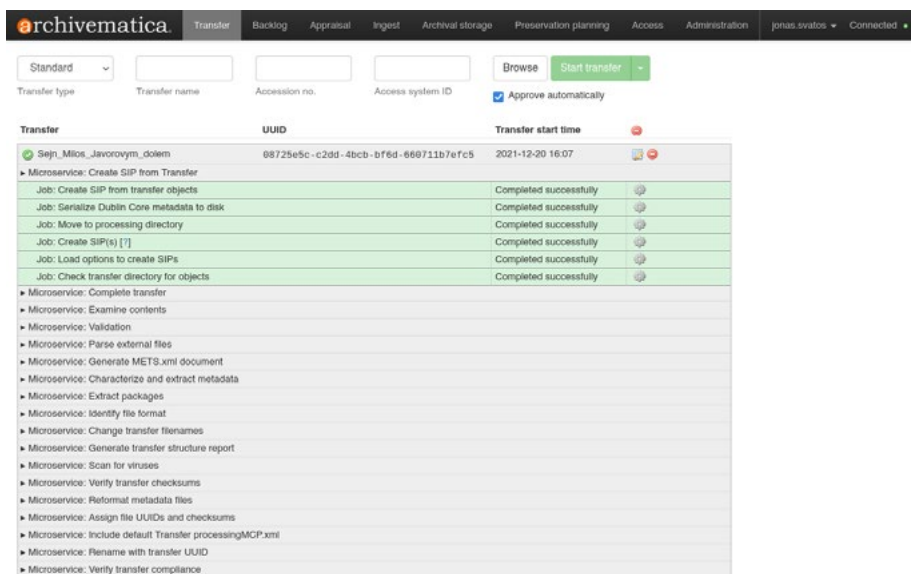 archivematica Transfer Backlog Appraisal Ingest Archival storage Preservation planning Access Administration jonas.svatos Connected
Standard Browse Start transfer
Transfer type Transfer name Accession no. Access system ID Approve automatically
Transfer UUID Transfer start time
Sejn_Milos_Javorovym_dolem 08725e5c-c2dd-4bcb-bf6d-660711b7efc5 2021-12-20 16:07
Microservice: Create SIP from Transfer
Job: Create SIP from transfer objects Completed successfully
Job: Serialize Dublin Core metadata to disk Completed successfully
Job: Move to processing directory Completed successfully
Job: Create SIP(s) [?] Completed successfully
Job: Load options to create SIPs Completed successfully
Job: Check transfer directory for objects Completed successfully
Microservice: Complete transfer
Microservice: Examine contents
Microservice: Validation
Microservice: Parse external files
Microservice: Generate METS.xml document
Microservice: Characterize and extract metadata
Microservice: Extract packages
Microservice: Identify file format
Microservice: Change transfer filenames
Microservice: Generate transfer structure report
Microservice: Scan for viruses
Microservice: Verify transfer checksums
Microservice: Reformat metadata files
Microservice: Assign file UUIDs and checksums
Microservice: Include default Transfer processingMCP.xml
Microservice: Rename with transfer UUID
Microservice: Verify transfer compliance